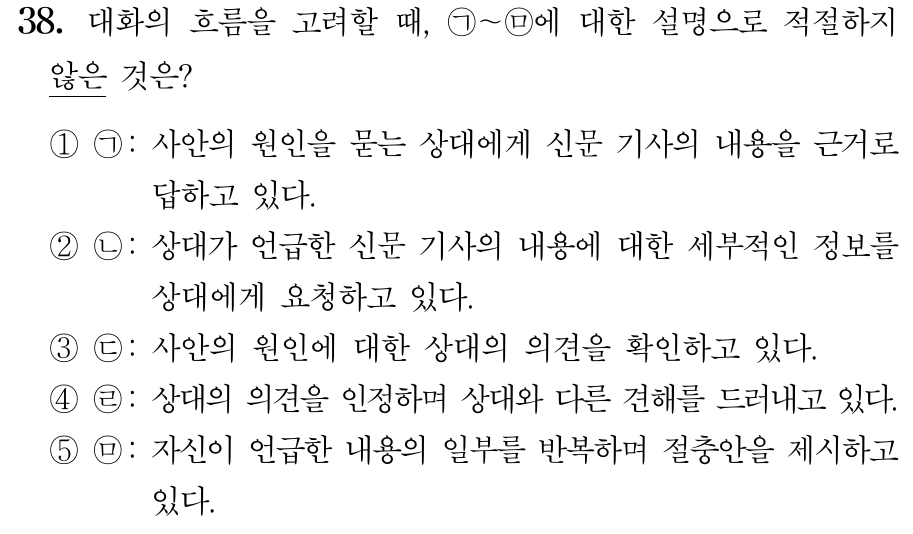 38. 대화의 흐름을 고려할 때, ㉠~㉤에 대한 설명으로 적절하지
않은 것은?
① ㉠: 사안의 원인을 묻는 상대에게 신문 기사의 내용을 근거로
답하고 있다.
② ㉡: 상대가 언급한 신문 기사의 내용에 대한 세부적인 정보를
상대에게 요청하고 있다.
③ ㉢: 사안의 원인에 대한 상대의 의견을 확인하고 있다.
④ ㉣: 상대의 의견을 인정하며 상대와 다른 견해를 드러내고 있다.
⑤ ㉤: 자신이 언급한 내용의 일부를 반복하며 절충안을 제시하고
있다.